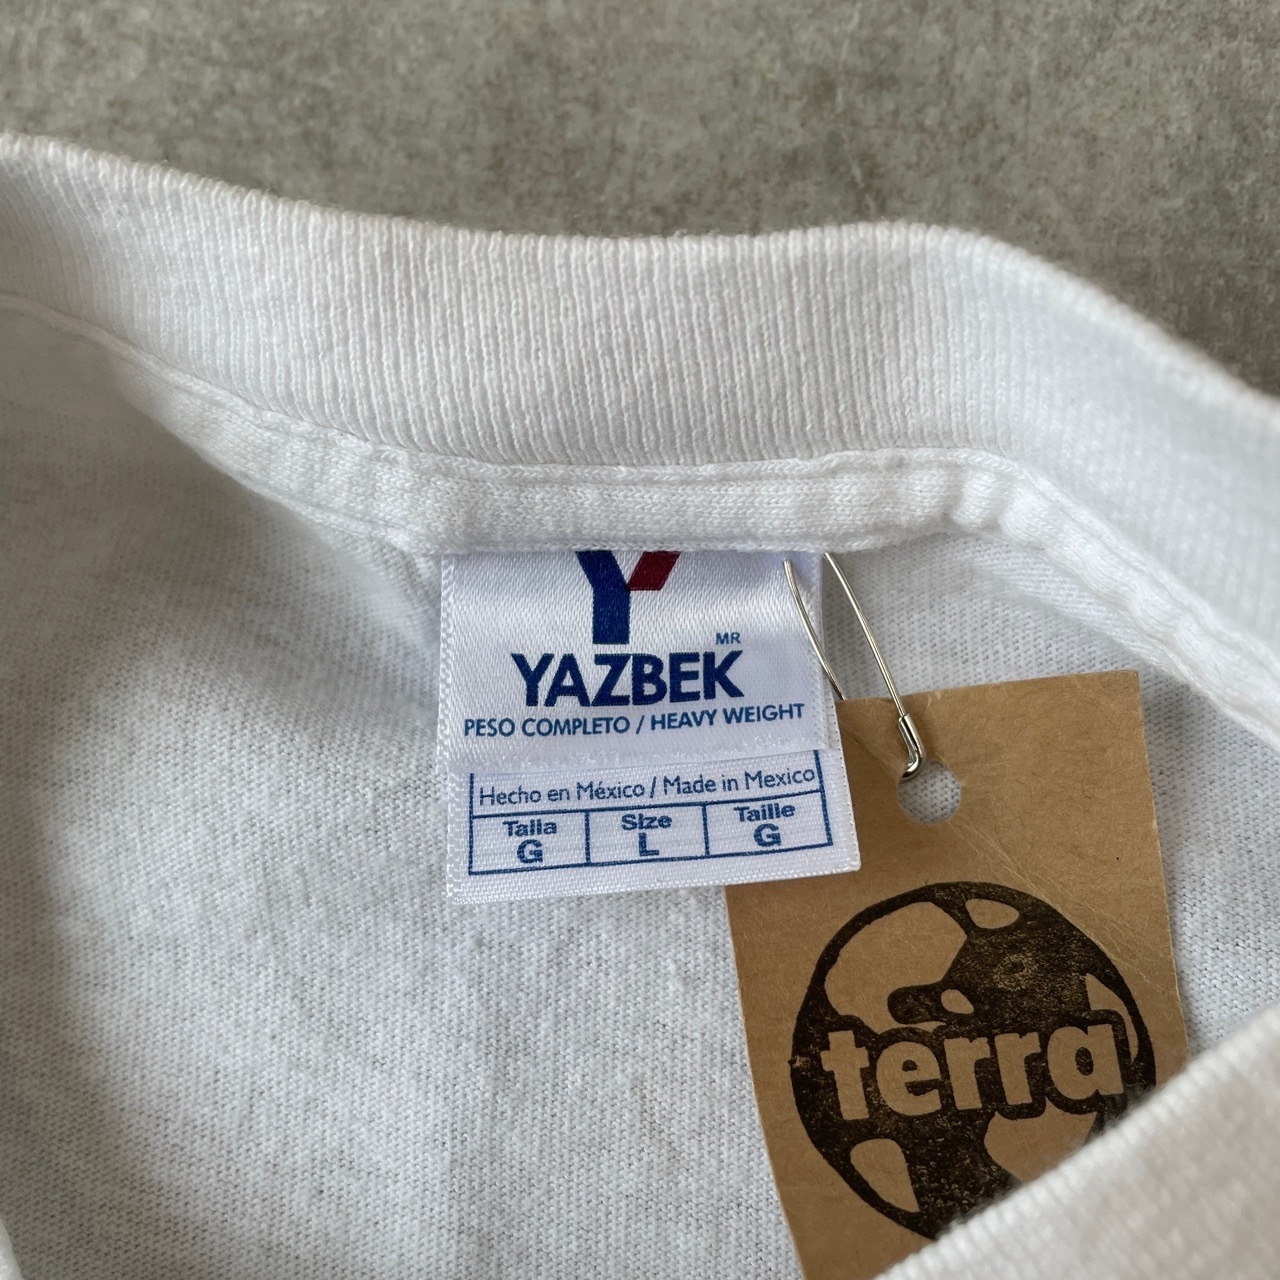 Y
MR
YAZBEK
PESO COMPLETO / HEAVY WEIGHT
Hecho en México / Made in Mexico
Talla Size Taille
G L G
terra